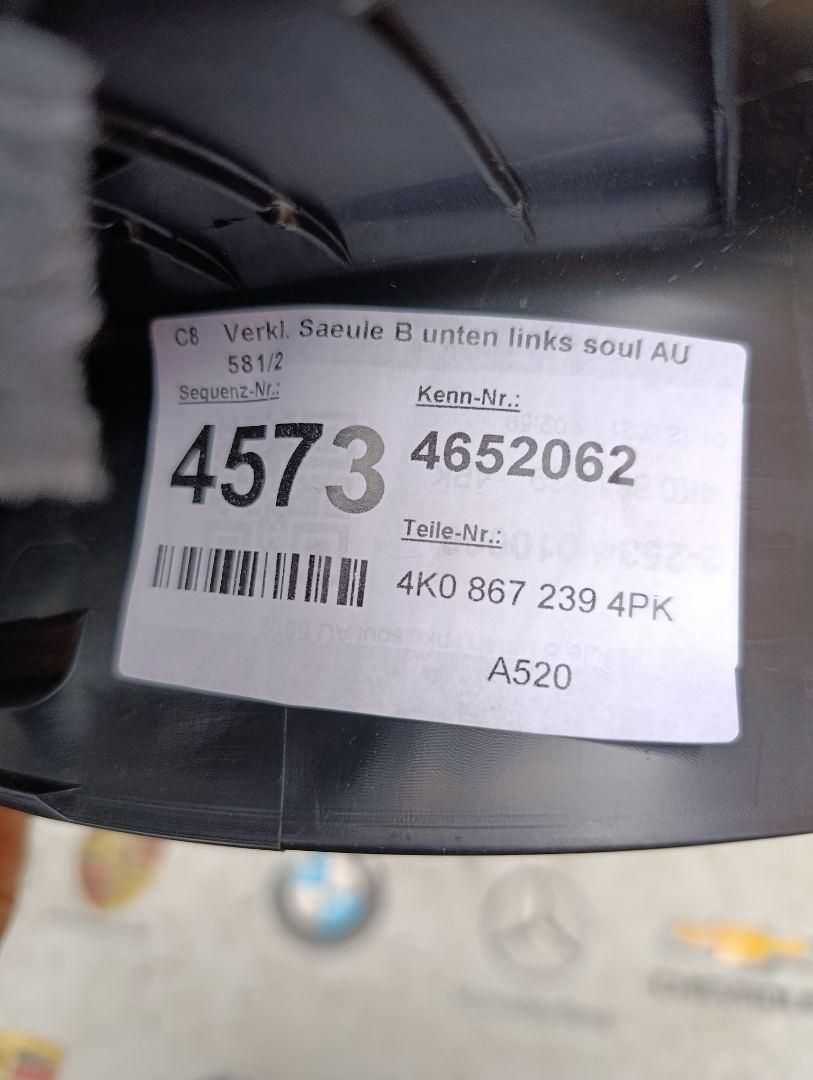 C8 Verkl. Saeule B unten links soul AU
581/2
Sequenz-Nr.:
Kenn-Nr.:
4573
4652062
Teile-Nr.:
4K0 867 239 4PK
A520